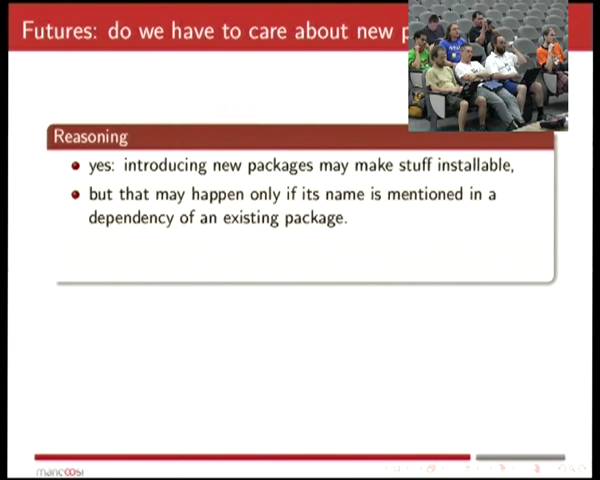 Futures: do we have to care about new
Reasoning
yes: introducing new packages may make stuff installable,
but that may happen only if its name is mentioned in a
dependency of an existing package.
mancoosi